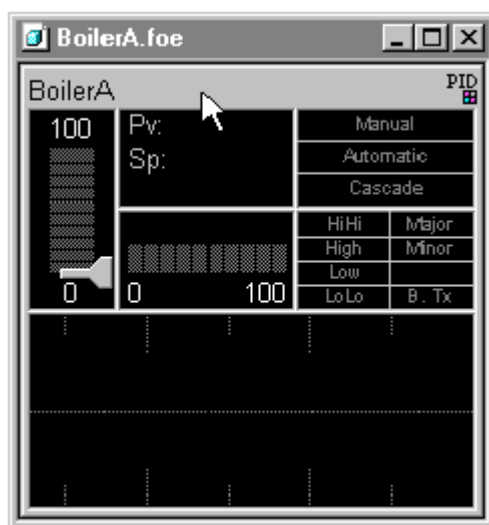 BoilerA.foe
BoilerA PID
100
Pv:
Sp:
Manual
Automatic
Cascade
HiHi Major
High Minor
Low
LoLo B . Tx
0
0 100